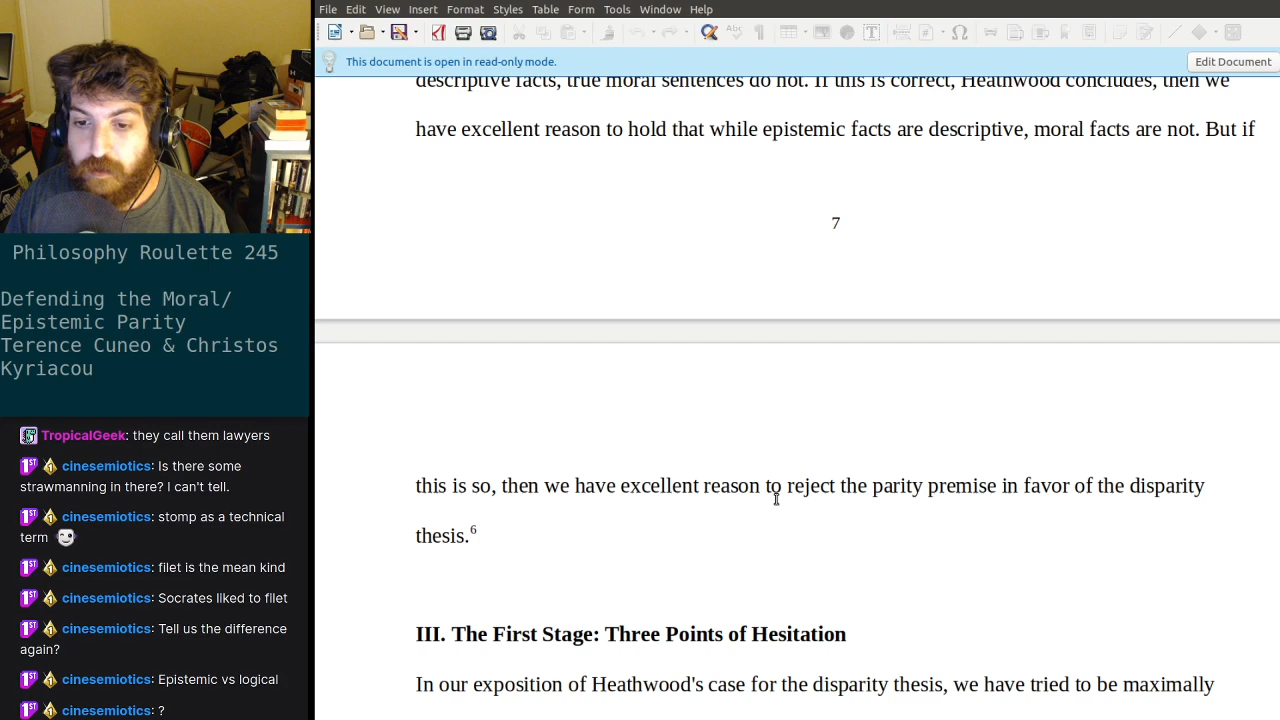 File Edit View Insert Format Styles Table Form Tools Window Help
This document is open in read-only mode.
Edit Document
descriptive facts, true moral sentences do not. If this is correct, Heathwood concludes, then we
have excellent reason to hold that while epistemic facts are descriptive, moral facts are not. But if
7
this is so, then we have excellent reason to reject the parity premise in favor of the disparity
thesis.6
III. The First Stage: Three Points of Hesitation
In our exposition of Heathwood's case for the disparity thesis, we have tried to be maximally
Philosophy Roulette 245
Defending the Moral/
Epistemic Parity
Terence Cuneo & Christos
Kyriacou
TropicalGeek: they call them lawyers
cinesemiotics: Is there some
strawmanning in there? I can't tell.
cinesemiotics: stomp as a technical
term
cinesemiotics: filet is the mean kind
cinesemiotics: Socrates liked to filet
cinesemiotics: Tell us the difference
again?
cinesemiotics: Epistemic vs logical
cinesemiotics: ?